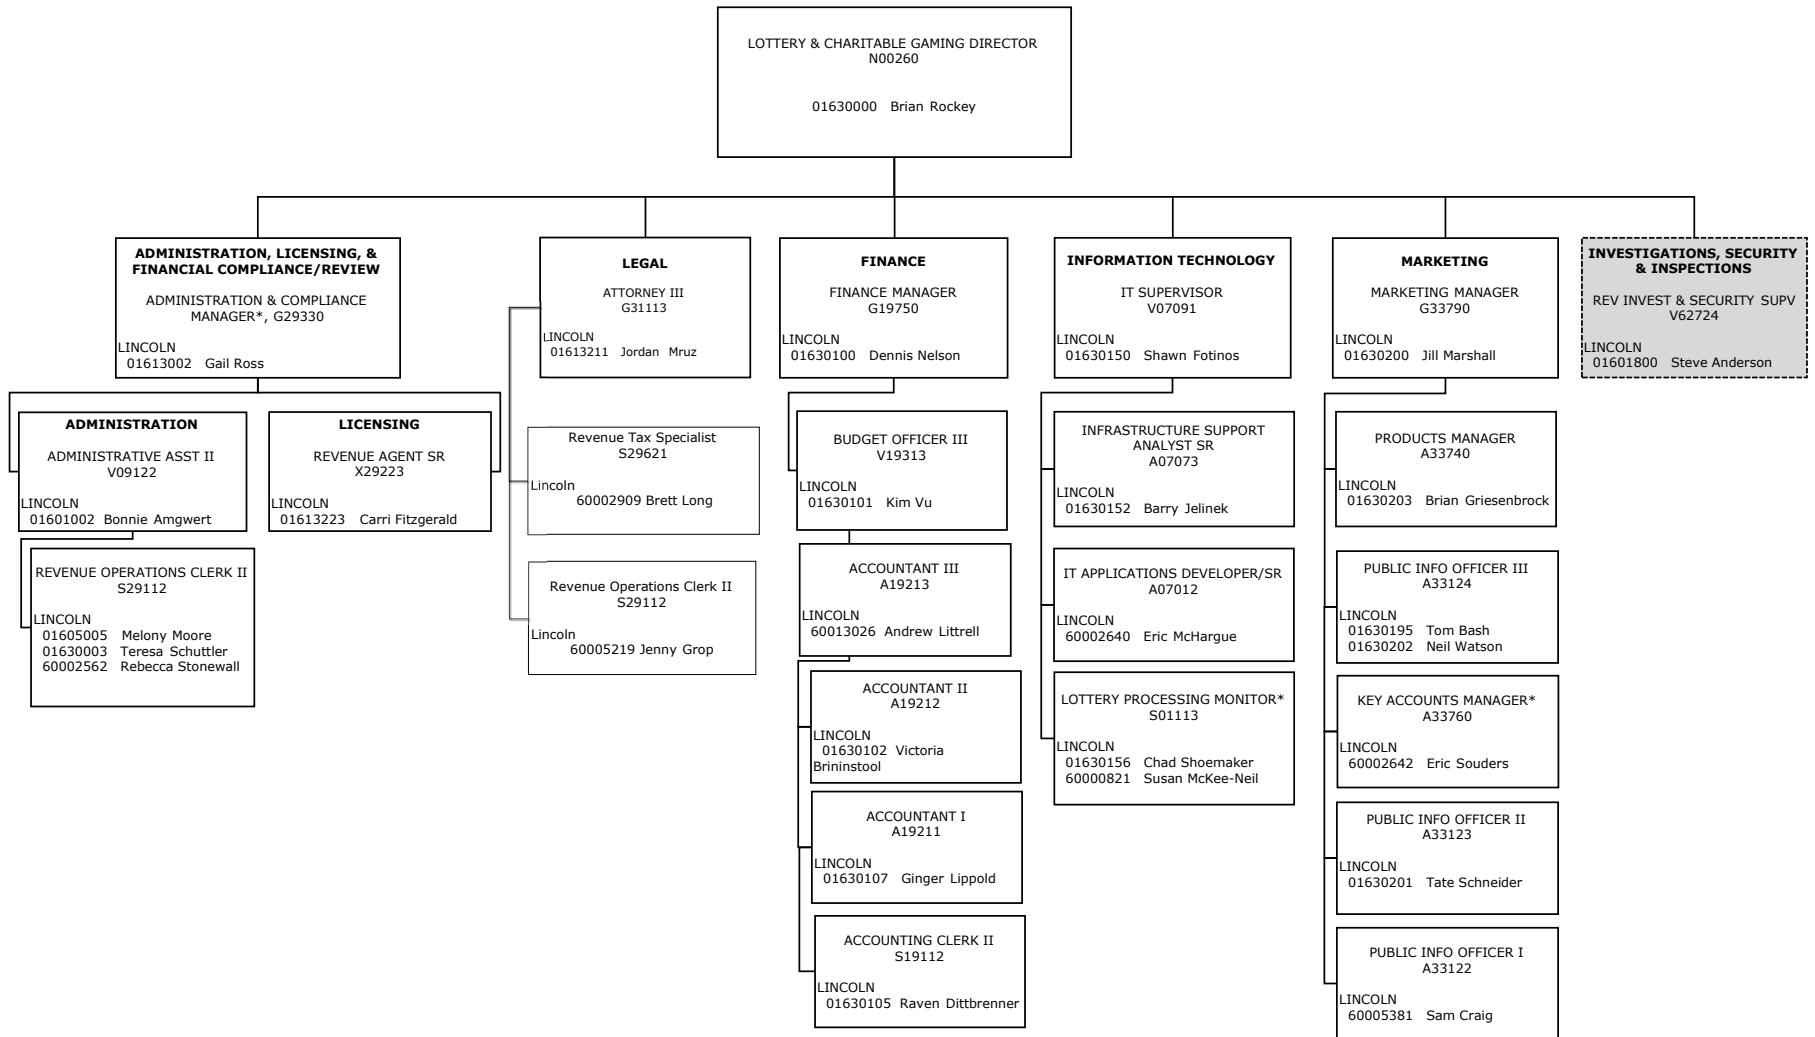 LOTTERY & CHARITABLE GAMING DIRECTOR
N00260
01630000 Brian Rockey
ADMINISTRATION, LICENSING, &
FINANCIAL COMPLIANCE/REVIEW
ADMINISTRATION & COMPLIANCE
MANAGER*, G29330
LINCOLN
01613002 Gail Ross
LEGAL
ATTORNEY III
G31113
LINCOLN
01613211 Jordan Mruz
FINANCE
FINANCE MANAGER
G19750
LINCOLN
01630100 Dennis Nelson
INFORMATION TECHNOLOGY
IT SUPERVISOR
V07091
LINCOLN
01630150 Shawn Fotinos
MARKETING
MARKETING MANAGER
G33790
LINCOLN
01630200 Jill Marshall
INVESTIGATIONS, SECURITY
& INSPECTIONS
REV INVEST & SECURITY SUPV
V62724
LINCOLN
01601800 Steve Anderson
ADMINISTRATION
ADMINISTRATIVE ASST II
V09122
LINCOLN
01601002 Bonnie Amgwert
LICENSING
REVENUE AGENT SR
X29223
LINCOLN
01613223 Carri Fitzgerald
REVENUE OPERATIONS CLERK II
S29112
LINCOLN
01605005 Melony Moore
01630003 Teresa Schuttler
60002562 Rebecca Stonewall
Revenue Tax Specialist
S29621
Lincoln
60002909 Brett Long
Revenue Operations Clerk II
S29112
Lincoln
60005219 Jenny Grop
BUDGET OFFICER III
V19313
LINCOLN
01630101 Kim Vu
ACCOUNTANT III
A19213
LINCOLN
60013026 Andrew Littrell
ACCOUNTANT II
A19212
LINCOLN
01630102 Victoria
Brininstool
ACCOUNTANT I
A19211
LINCOLN
01630107 Ginger Lippold
ACCOUNTING CLERK II
S19112
LINCOLN
01630105 Raven Dittbrenner
INFRASTRUCTURE SUPPORT
ANALYST SR
A07073
LINCOLN
01630152 Barry Jelinek
IT APPLICATIONS DEVELOPER/SR
A07012
LINCOLN
60002640 Eric McHargue
LOTTERY PROCESSING MONITOR*
S01113
LINCOLN
01630156 Chad Shoemaker
60000821 Susan McKee-Neil
PRODUCTS MANAGER
A33740
LINCOLN
01630203 Brian Griesenbrock
PUBLIC INFO OFFICER III
A33124
LINCOLN
01630195 Tom Bash
01630202 Neil Watson
KEY ACCOUNTS MANAGER*
A33760
LINCOLN
60002642 Eric Souders
PUBLIC INFO OFFICER II
A33123
LINCOLN
01630201 Tate Schneider
PUBLIC INFO OFFICER I
A33122
LINCOLN
60005381 Sam Craig